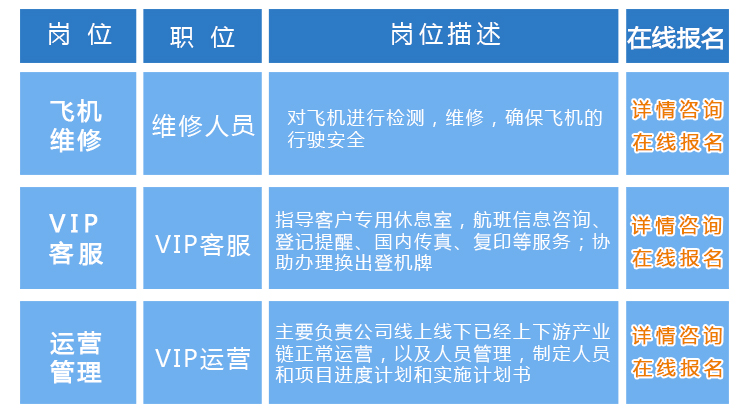 岗 位
职 位
岗位描述
在线报名
飞机
维修
维修人员
对飞机进行检测，维修，确保飞机的
行驶安全
详情咨询
在线报名
VIP
客服
VIP客服
指导客户专用休息室，航班信息咨询、
登记提醒、国内传真、复印等服务；协
助办理换出登机牌
详情咨询
在线报名
运营
管理
VIP运营
主要负责公司线上线下已经上下游产业
链正常运营，以及人员管理，制定人员
和项目进度计划和实施计划书
详情咨询
在线报名